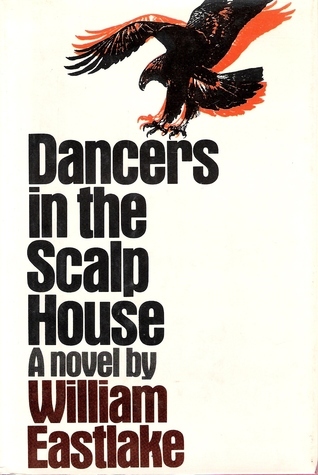 Dancers
in the
Scalp
House
A novel by
William
Eastlake